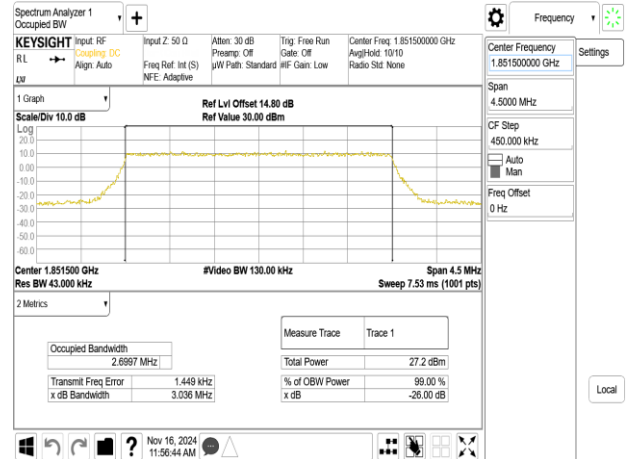 Spectrum Analyzer 1
Occupied BW
Frequency
KEYSIGHT
RL
Input: RF
Coupling: DC
Align: Auto
Input Z: 50 Ω
Freq Ref: Int (S)
NFE: Adaptive
Atten: 30 dB
Preamp: Off
µW Path: Standard
Trig: Free Run
Gate: Off
#IF Gain: Low
Center Freq: 1.851500000 GHz
Avg|Hold: 10/10
Radio Std: None
Center Frequency
1.851500000 GHz
Settings
Span
4.5000 MHz
CF Step
450.000 kHz
Auto
Man
Freq Offset
0 Hz
Local
1 Graph
Scale/Div 10.0 dB
Ref Lvl Offset 14.80 dB
Ref Value 30.00 dBm
Log
20.0
10.0
0.00
-10.0
-20.0
-30.0
-40.0
-50.0
-60.0
Center 1.851500 GHz
#Video BW 130.00 kHz
Span 4.5 MHz
Res BW 43.000 kHz
Sweep 7.53 ms (1001 pts)
2 Metrics
Measure Trace Trace 1
Occupied Bandwidth
2.6997 MHz
Total Power 27.2 dBm
Transmit Freq Error 1.449 kHz
% of OBW Power 99.00 %
x dB Bandwidth 3.036 MHz
x dB -26.00 dB
Nov 16, 2024
11:56:44 AM